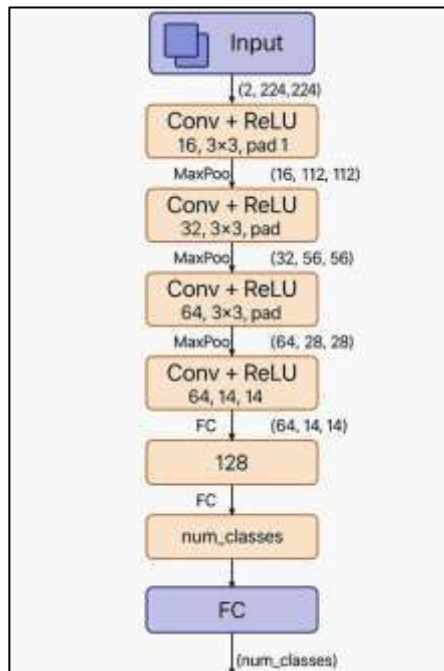 Input
(2, 224,224)
Conv + ReLU
16, 3×3, pad 1
MaxPoo
(16, 112, 112)
Conv + ReLU
32, 3×3, pad
MaxPoo
(32, 56, 56)
Conv + ReLU
64, 3×3, pad
MaxPoo
(64, 28, 28)
Conv + ReLU
64, 14, 14
FC
(64, 14, 14)
128
FC
num_classes
FC
(num_classes)